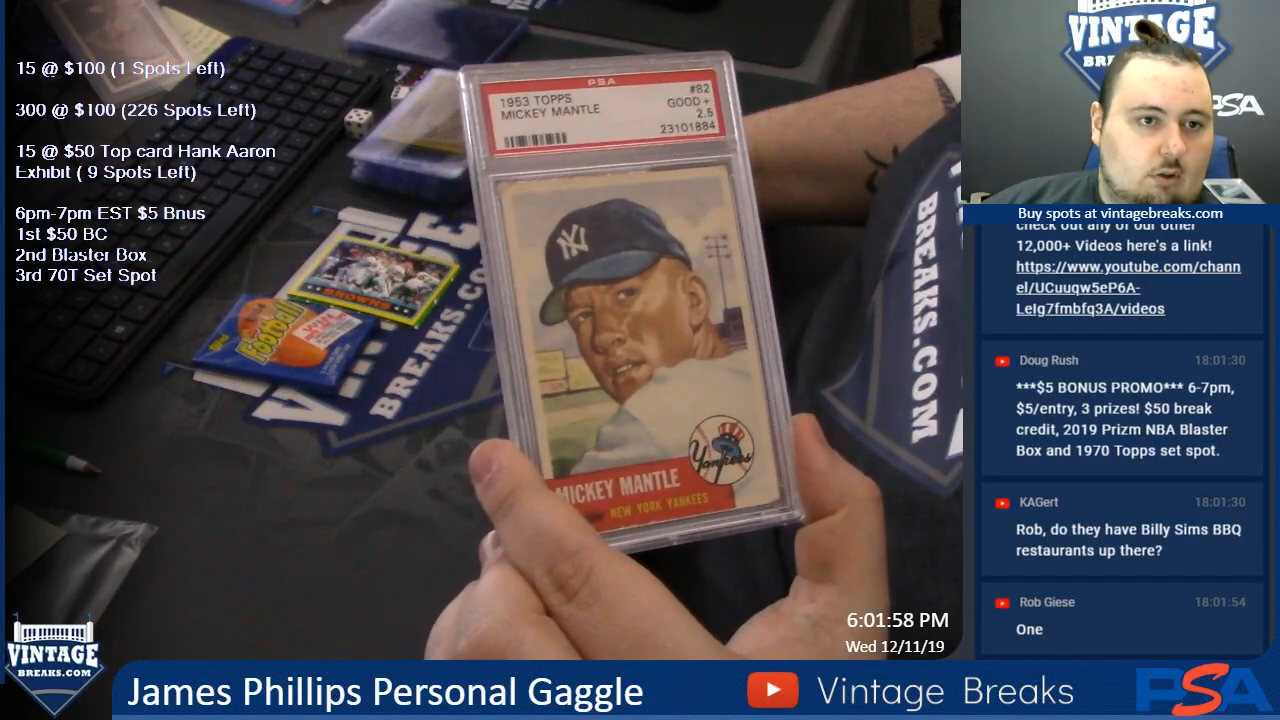 15 @ $100 (1 Spots Left)
300 @ $100 (226 Spots Left)
15 @ $50 Top card Hank Aaron
Exhibit ( 9 Spots Left)
6pm-7pm EST $5 Bnus
1st $50 BC
2nd Blaster Box
3rd 70T Set Spot
PSA
1953 TOPPS
MICKEY MANTLE
#82
GOOD +
2.5
23101884
NY
Yankees
MICKEY MANTLE
NEW YORK YANKEES
BROWNS
Football
BREAKS.COM
BREAKS.COM
VINTAGE
PSA
Buy spots at vintagebreaks.com
check out any of our other
12,000+ Videos here's a link!
https://www.youtube.com/chann
el/UCuuqw5eP6A-
LeIg7fmbfq3A/videos
Doug Rush
18:01:30
***$5 BONUS PROMO*** 6-7pm,
$5/entry, 3 prizes! $50 break
credit, 2019 Prizm NBA Blaster
Box and 1970 Topps set spot.
KAGert
18:01:30
Rob, do they have Billy Sims BBQ
restaurants up there?
Rob Giese
18:01:54
One
6:01:58 PM
Wed 12/11/19
VINTAGE
BREAKS.COM
James Phillips Personal Gaggle
Vintage Breaks
PSA